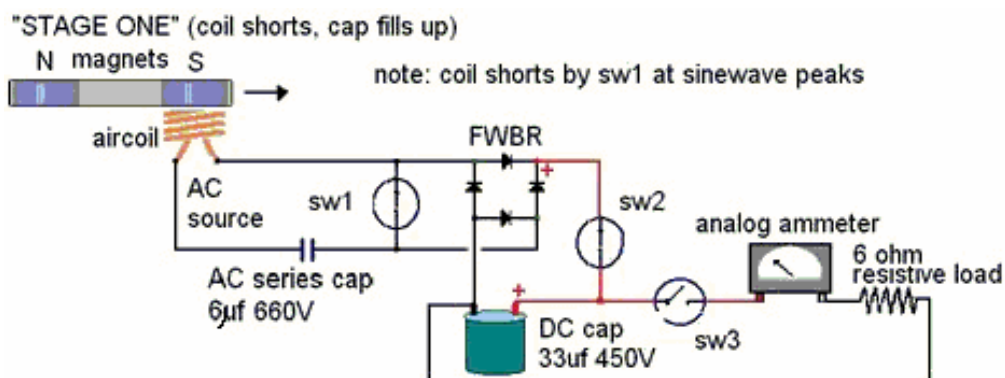 "STAGE ONE" (coil shorts, cap fills up)
N magnets S
note: coil shorts by sw1 at sinewave peaks
aircoil
FWBR
+
AC
source
sw1
sw2
analog ammeter
6 ohm
resistive load
AC series cap
6µf 660V
+
DC cap
33uf 450V
sw3